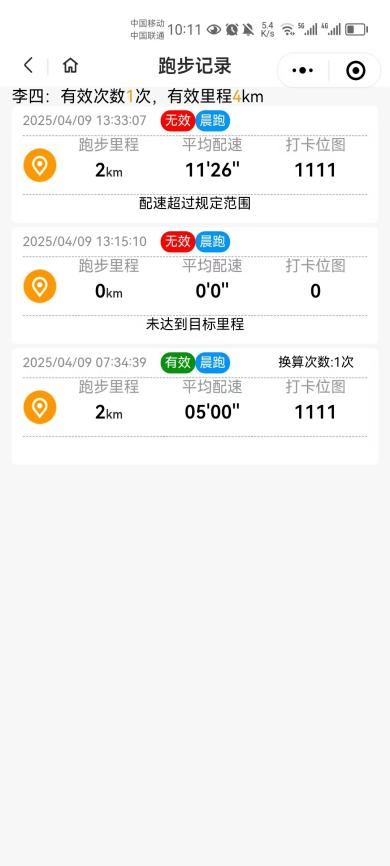 中国移动
中国联通
10:11
5.4
K/s
5G
4G
跑步记录
李四：有效次数1次，有效里程4km
2025/04/09 13:33:07 无效 晨跑
跑步里程 平均配速 打卡位图
2km 11'26" 1111
配速超过规定范围
2025/04/09 13:15:10 无效 晨跑
跑步里程 平均配速 打卡位图
0km 0'0" 0
未达到目标里程
2025/04/09 07:34:39 有效 晨跑 换算次数:1次
跑步里程 平均配速 打卡位图
2km 05'00" 1111